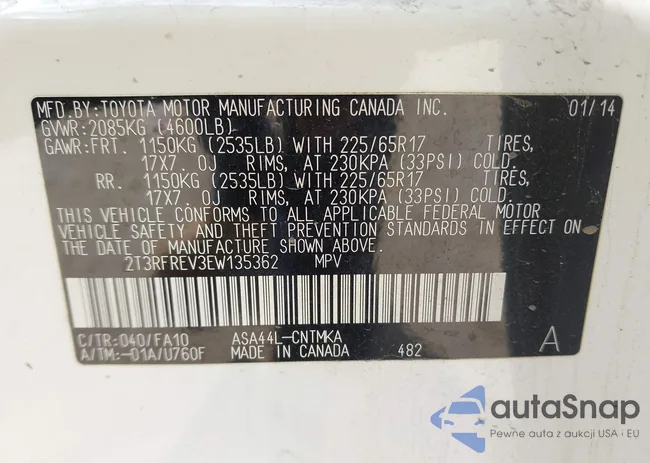 MFD.BY:TOYOTA MOTOR MANUFACTURING CANADA INC. 01/14
GVWR:2085KG (4600LB)
GAWR:FRT. 1150KG (2535LB) WITH 225/65R17 TIRES,
17X7.0J RIMS, AT 230KPA (33PSI) COLD.
RR. 1150KG (2535LB) WITH 225/65R17 TIRES,
17X7.0J RIMS, AT 230KPA (33PSI) COLD.
THIS VEHICLE CONFORMS TO ALL APPLICABLE FEDERAL MOTOR
VEHICLE SAFETY AND THEFT PREVENTION STANDARDS IN EFFECT ON
THE DATE OF MANUFACTURE SHOWN ABOVE.
2T3RFREV3EW135362 MPV
C/TR:040/FA10 ASA44L-CNTMKA
A/TM:-01A/U760F MADE IN CANADA 482 A
autaSnap
Pewne auta z aukcji USA i EU